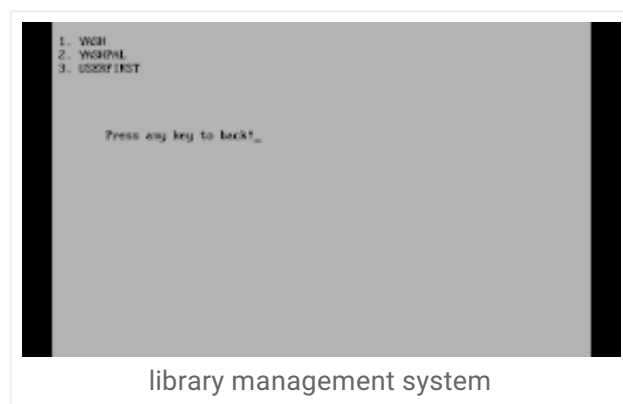 1. YASH
2. YASHPAL
3. USERFIRST
Press any key to back!_
library management system